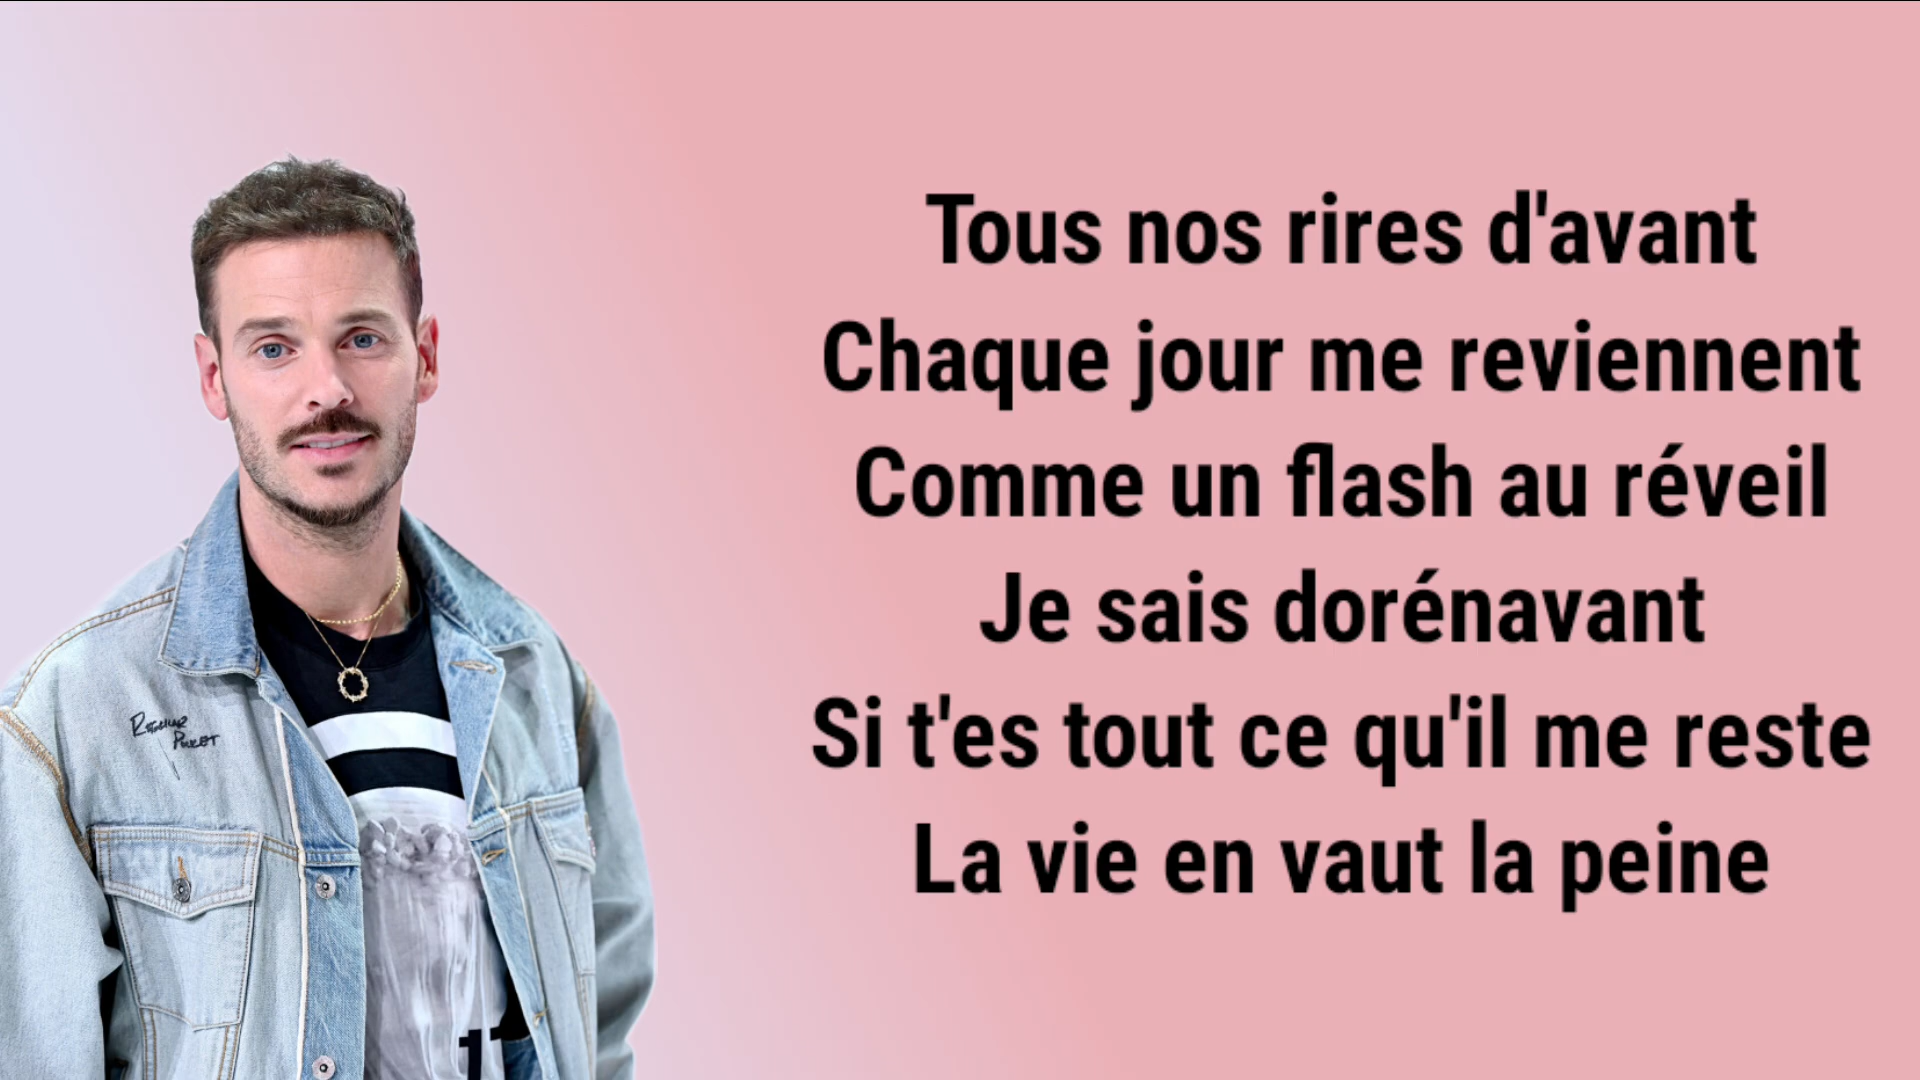 Tous nos rires d'avant
Chaque jour me reviennent
Comme un flash au réveil
Je sais dorénavant
Si t'es tout ce qu'il me reste
La vie en vaut la peine